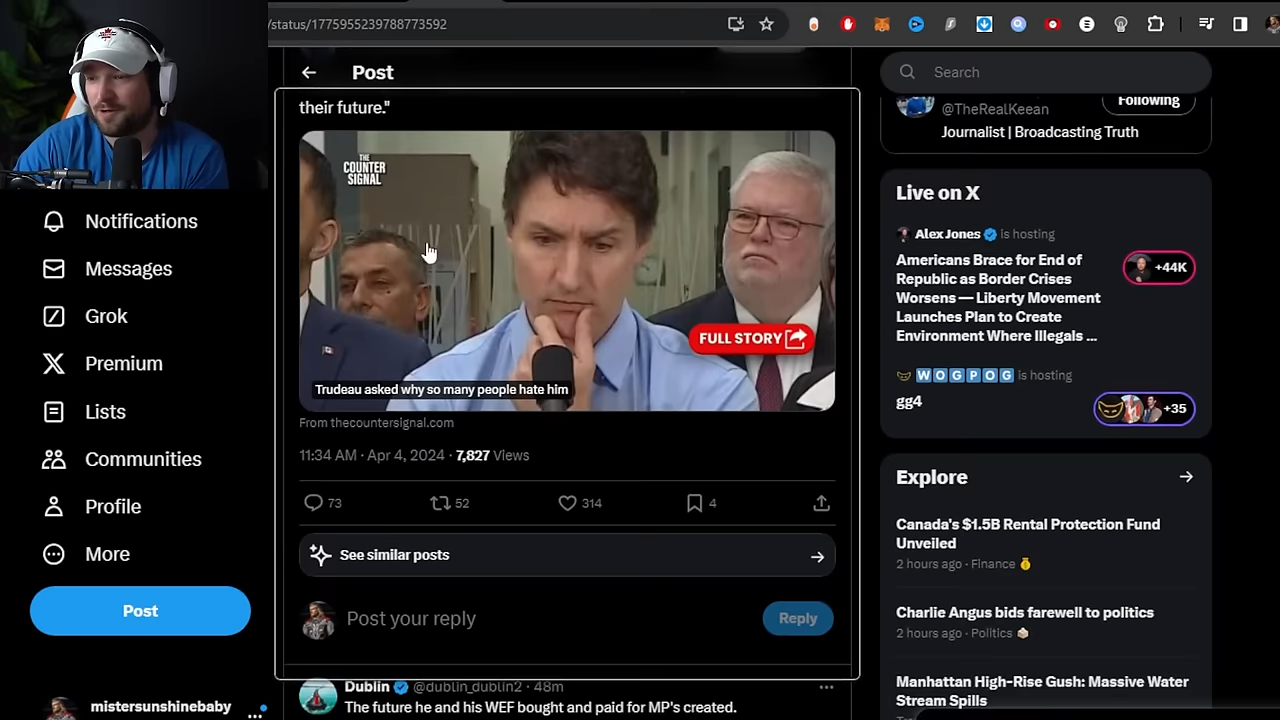 /status/1775955239788773592
Post
Search
their future."
@TheRealKeean
Following
Journalist | Broadcasting Truth
THE
COUNTER
SIGNAL
FULL STORY
Trudeau asked why so many people hate him
From thecountersignal.com
11:34 AM · Apr 4, 2024 · 7,827 Views
73
52
314
4
See similar posts
Post your reply
Reply
Dublin @dublin_dublin2 · 48m
The future he and his WEF bought and paid for MP's created.
Notifications
Messages
Grok
Premium
Lists
Communities
Profile
More
Post
mistersunshinebaby
Live on X
Alex Jones is hosting
Americans Brace for End of
Republic as Border Crises
Worsens — Liberty Movement
Launches Plan to Create
Environment Where Illegals ...
+44K
WOGPOG is hosting
gg4
+35
Explore
Canada's $1.5B Rental Protection Fund
Unveiled
2 hours ago · Finance
Charlie Angus bids farewell to politics
2 hours ago · Politics
Manhattan High-Rise Gush: Massive Water
Stream Spills